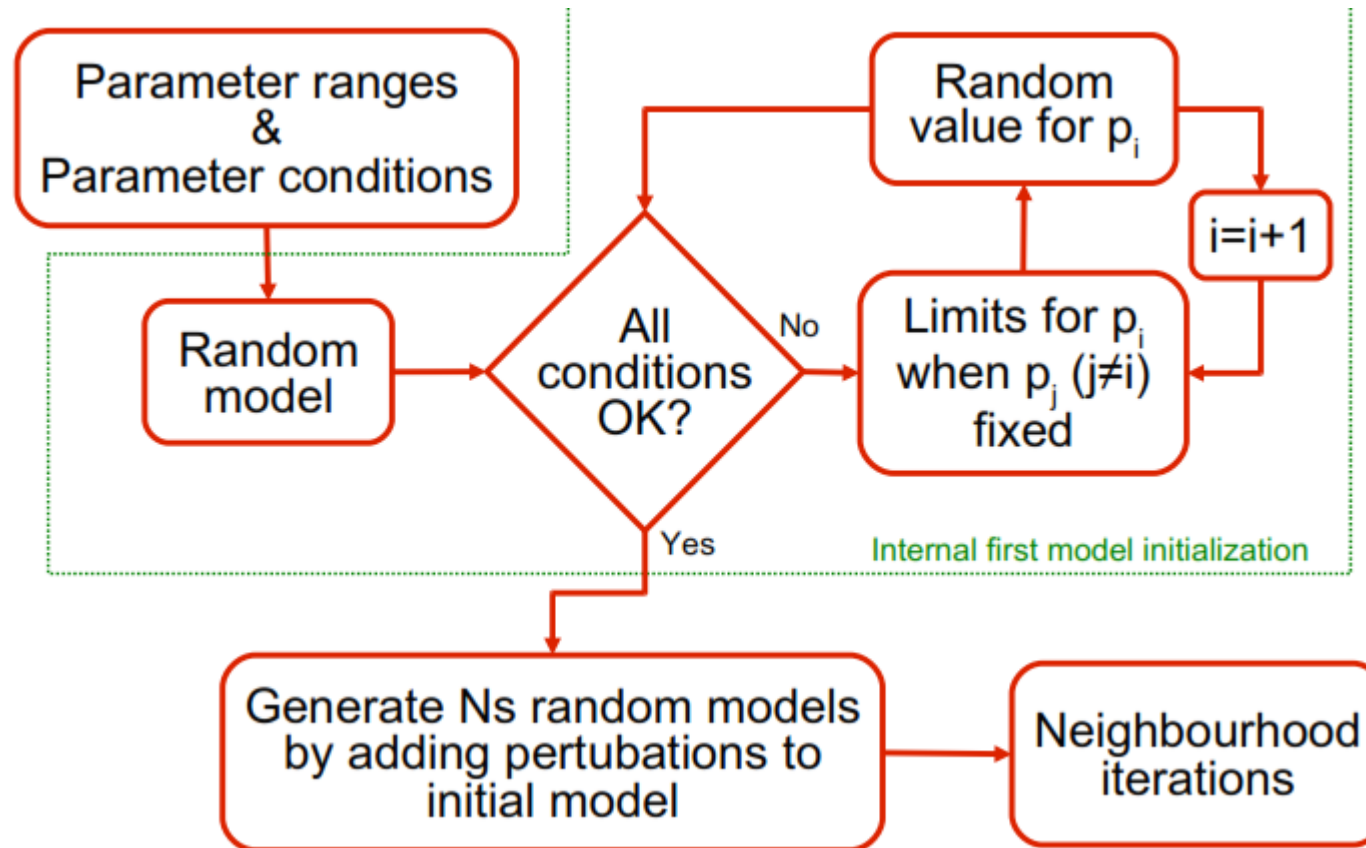 Parameter ranges
&
Parameter conditions
Random
model
All
conditions
OK?
No
Yes
Random
value for pᵢ
i=i+1
Limits for pᵢ
when pⱼ (j≠i)
fixed
Internal first model initialization
Generate Ns random models
by adding pertubations to
initial model
Neighbourhood
iterations